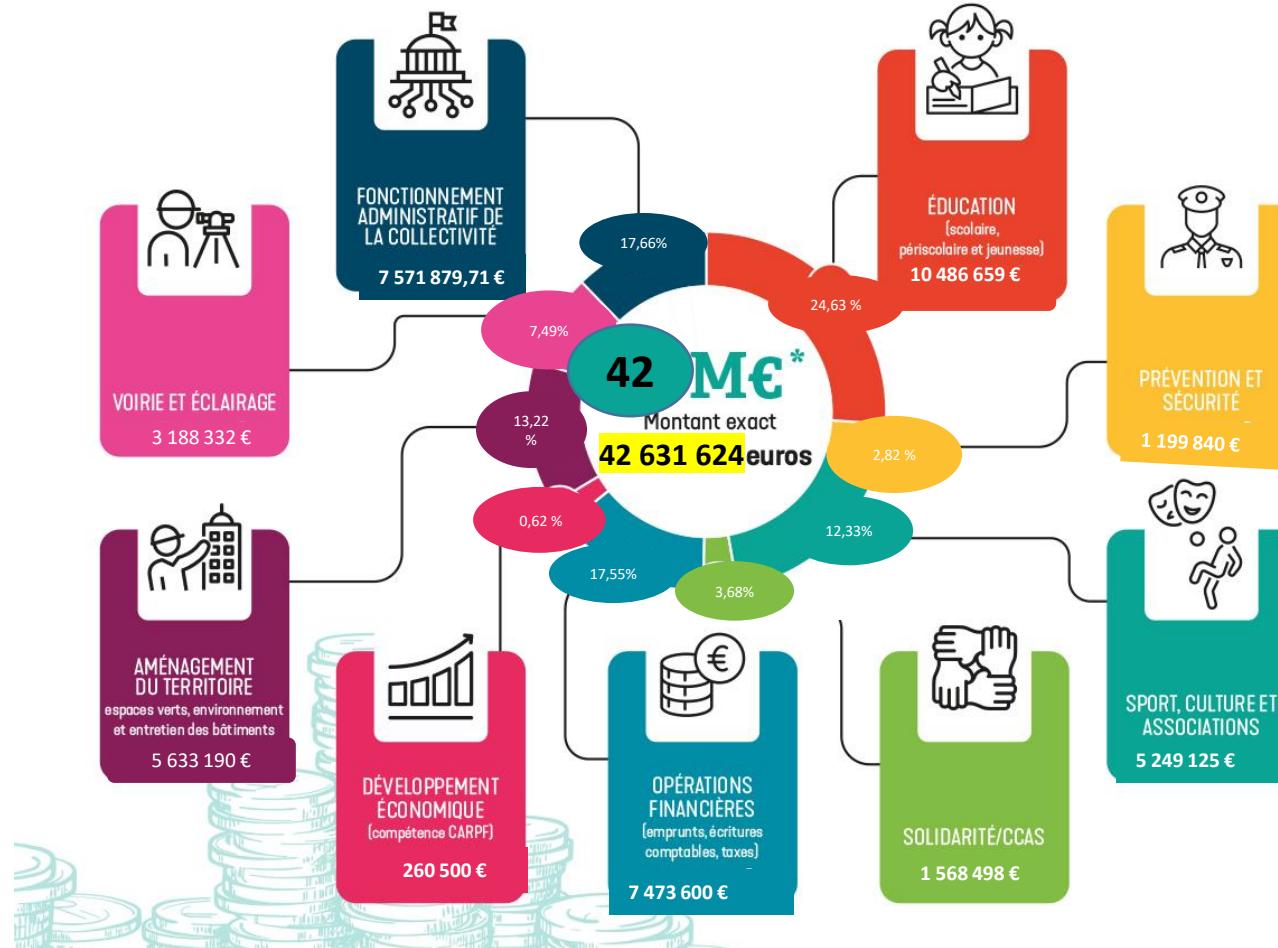 FONCTIONNEMENT
ADMINISTRATIF DE
LA COLLECTIVITÉ
7 571 879,71 €
17,66%
ÉDUCATION
(scolaire,
périscolaire et jeunesse)
10 486 659 €
24,63 %
VOIRIE ET ÉCLAIRAGE
3 188 332 €
7,49%
42 M€*
Montant exact
42 631 624 euros
PRÉVENTION ET
SÉCURITÉ
1 199 840 €
2,82 %
13,22
%
AMÉNAGEMENT
DU TERRITOIRE
espaces verts, environnement
et entretien des bâtiments
5 633 190 €
0,62 %
17,55%
3,68%
12,33%
SPORT, CULTURE ET
ASSOCIATIONS
5 249 125 €
DÉVELOPPEMENT
ÉCONOMIQUE
(compétence CARPF)
260 500 €
OPÉRATIONS
FINANCIÈRES
(emprunts, écritures
comptables, taxes)
7 473 600 €
SOLIDARITÉ/CCAS
1 568 498 €